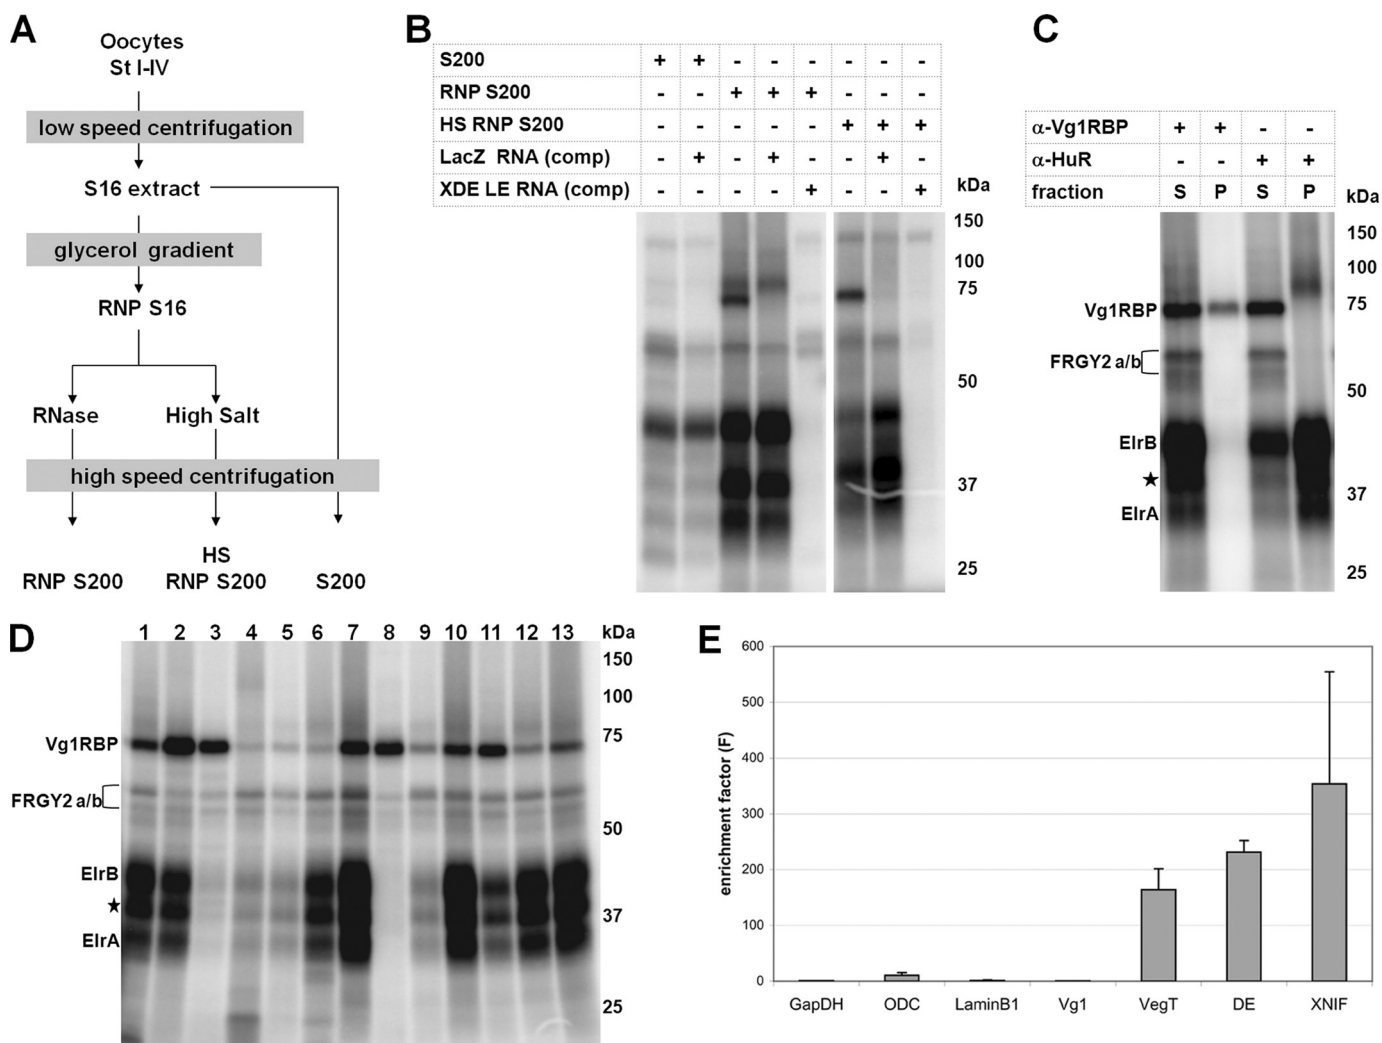 A
Oocytes
St I-IV
low speed centrifugation
S16 extract
glycerol gradient
RNP S16
RNase High Salt
high speed centrifugation
HS
RNP S200 RNP S200 S200
B
S200 + + - - - - - -
RNP S200 - - + + + - - -
HS RNP S200 - - - - - + + +
LacZ RNA (comp) - + - + - - + -
XDE LE RNA (comp) - - - - + - - +
kDa
150
100
75
50
37
25
C
α-Vg1RBP + + - -
α-HuR - - + +
fraction S P S P
kDa
150
100
Vg1RBP 75
FRGY2 a/b
50
ElrB
★
37
ElrA
25
D
1 2 3 4 5 6 7 8 9 10 11 12 13 kDa
150
100
Vg1RBP 75
FRGY2 a/b
50
ElrB
★ 37
ElrA
25
E
enrichment factor (F)
600
500
400
300
200
100
0
GapDH ODC LaminB1 Vg1 VegT DE XNIF